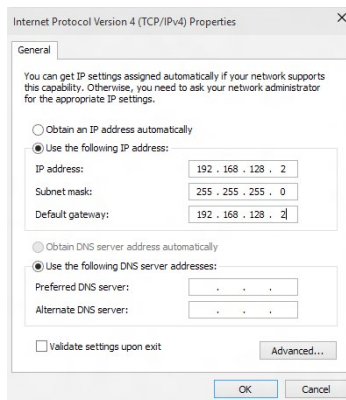 Internet Protocol Version 4 (TCP/IPv4) Properties
General
You can get IP settings assigned automatically if your network supports
this capability. Otherwise, you need to ask your network administrator
for the appropriate IP settings.
Obtain an IP address automatically
Use the following IP address:
IP address: 192 . 168 . 128 . 2
Subnet mask: 255 . 255 . 255 . 0
Default gateway: 192 . 168 . 128 . 2
Obtain DNS server address automatically
Use the following DNS server addresses:
Preferred DNS server: . . .
Alternate DNS server: . . .
Validate settings upon exit
Advanced...
OK Cancel